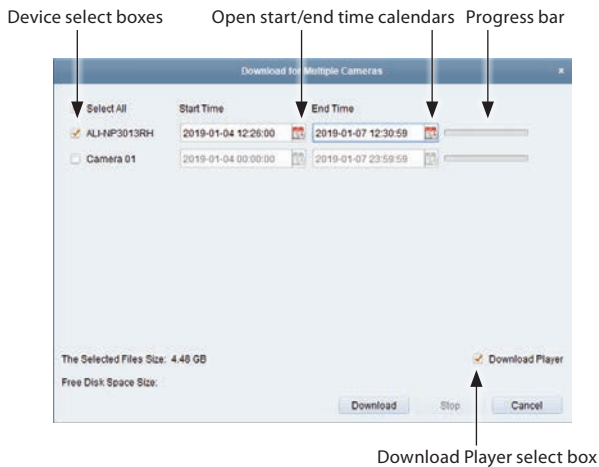 Device select boxes Open start/end time calendars Progress bar
Download for Multiple Cameras x
Select All Start Time End Time
ALI-NP3013RH 2019-01-04 12:26:00 2019-01-07 12:30:59
Camera 01 2019-01-04 00:00:00 2019-01-07 23:59:59
The Selected Files Size: 4.48 GB Download Player
Free Disk Space Size:
Download Stop Cancel
Download Player select box